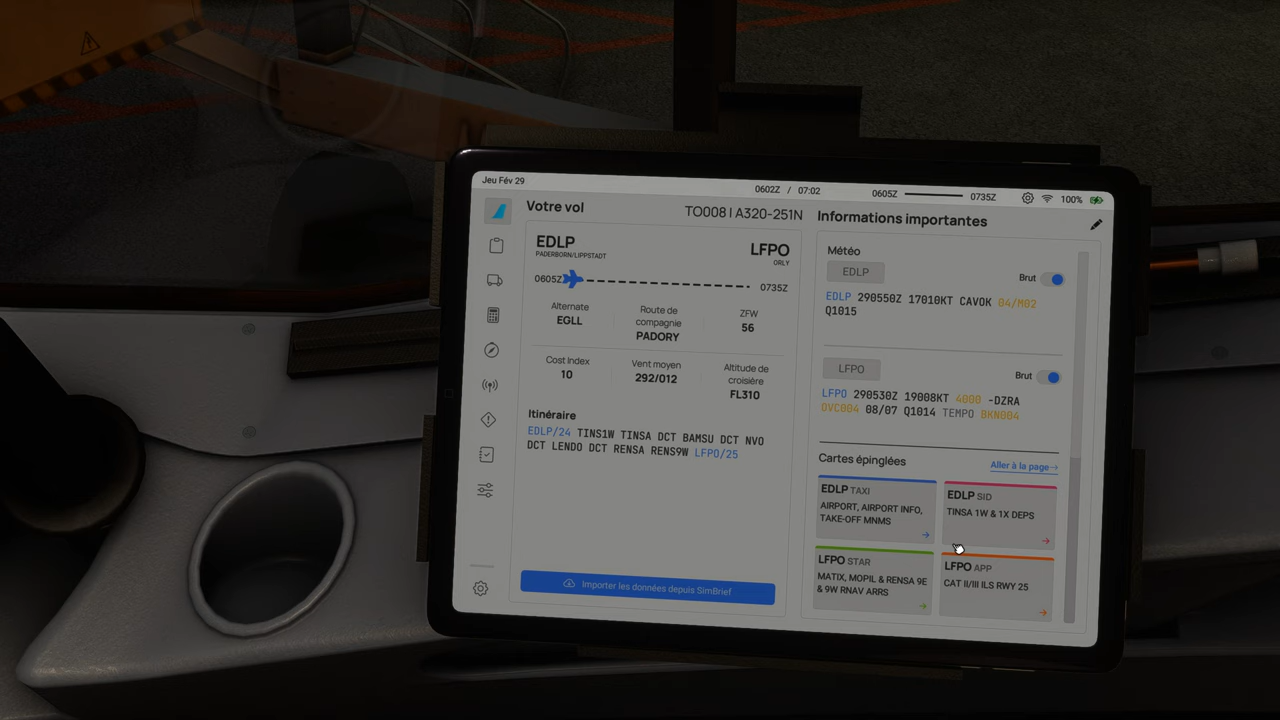 Jeu Fév 29
0602Z / 07:02
0605Z
0735Z
100%
Votre vol
TO008 | A320-251N
EDLP
PADERBORN/LIPPSTADT
LFPO
ORLY
0605Z
0735Z
Alternate
EGLL
Route de
compagnie
PADORY
ZFW
56
Cost Index
10
Vent moyen
292/012
Altitude de
croisière
FL310
Itinéraire
EDLP/24 TINS1W TINSA DCT BAMSU DCT NVO
DCT LENDO DCT RENSA RENS9W LFPO/25
Importer les données depuis SimBrief
Informations importantes
Météo
EDLP
Brut
EDLP 290550Z 17010KT CAVOK 04/M02
Q1015
LFPO
Brut
LFPO 290530Z 19008KT 4000 -DZRA
OVC004 08/07 Q1014 TEMPO BKN004
Cartes épinglées
Aller à la page
EDLP TAXI
AIRPORT, AIRPORT INFO,
TAKE-OFF MNMS
EDLP SID
TINSA 1W & 1X DEPS
LFPO STAR
MATIX, MOPIL & RENSA 9E
& 9W RNAV ARRS
LFPO APP
CAT II/III ILS RWY 25